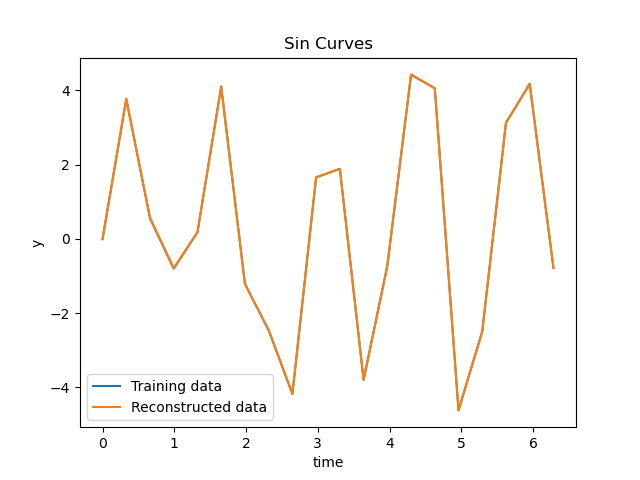 Sin Curves
4
2
0
−2
−4
y
Training data
Reconstructed data
0 1 2 3 4 5 6
time